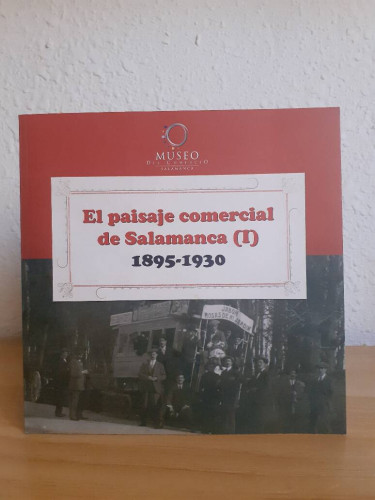 MUSEO
DEL COMERCIO
SALAMANCA
El paisaje comercial
de Salamanca (I)
1895-1930